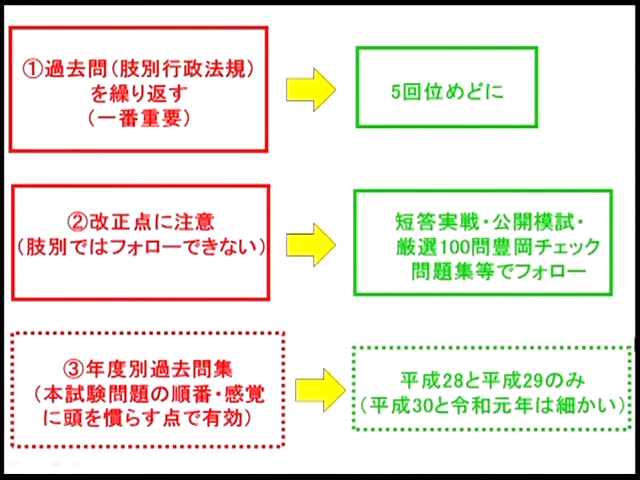 ①過去問(肢別行政法規)
を繰り返す
(一番重要)
5回位めどに
②改正点に注意
(肢別ではフォローできない)
短答実戦・公開模試・
厳選100問豊岡チェック
問題集等でフォロー
③年度別過去問集
(本試験問題の順番・感覚
に頭を慣らす点で有効)
平成28と平成29のみ
(平成30と令和元年は細かい)